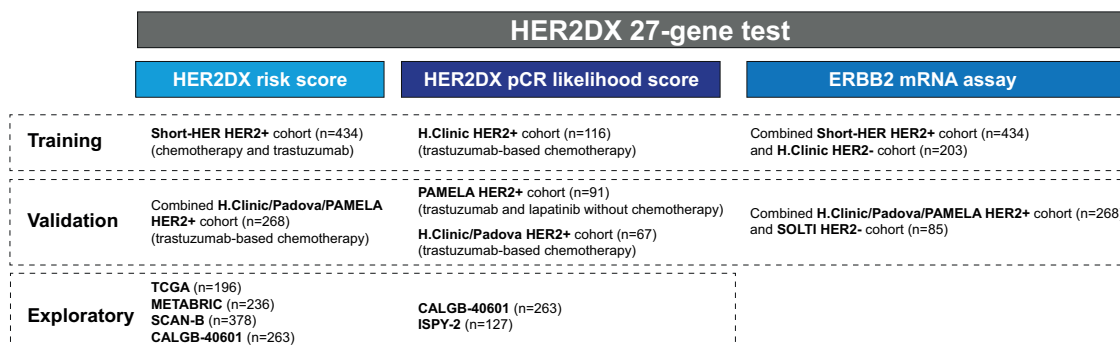 HER2DX 27-gene test
HER2DX risk score
HER2DX pCR likelihood score
ERBB2 mRNA assay
Training
Short-HER HER2+ cohort (n=434)
(chemotherapy and trastuzumab)
H.Clinic HER2+ cohort (n=116)
(trastuzumab-based chemotherapy)
Combined Short-HER HER2+ cohort (n=434)
and H.Clinic HER2- cohort (n=203)
Validation
Combined H.Clinic/Padova/PAMELA
HER2+ cohort (n=268)
(trastuzumab-based chemotherapy)
PAMELA HER2+ cohort (n=91)
(trastuzumab and lapatinib without chemotherapy)
H.Clinic/Padova HER2+ cohort (n=67)
(trastuzumab-based chemotherapy)
Combined H.Clinic/Padova/PAMELA HER2+ cohort (n=268
and SOLTI HER2- cohort (n=85)
Exploratory
TCGA (n=196)
METABRIC (n=236)
SCAN-B (n=378)
CALGB-40601 (n=263)
CALGB-40601 (n=263)
ISPY-2 (n=127)